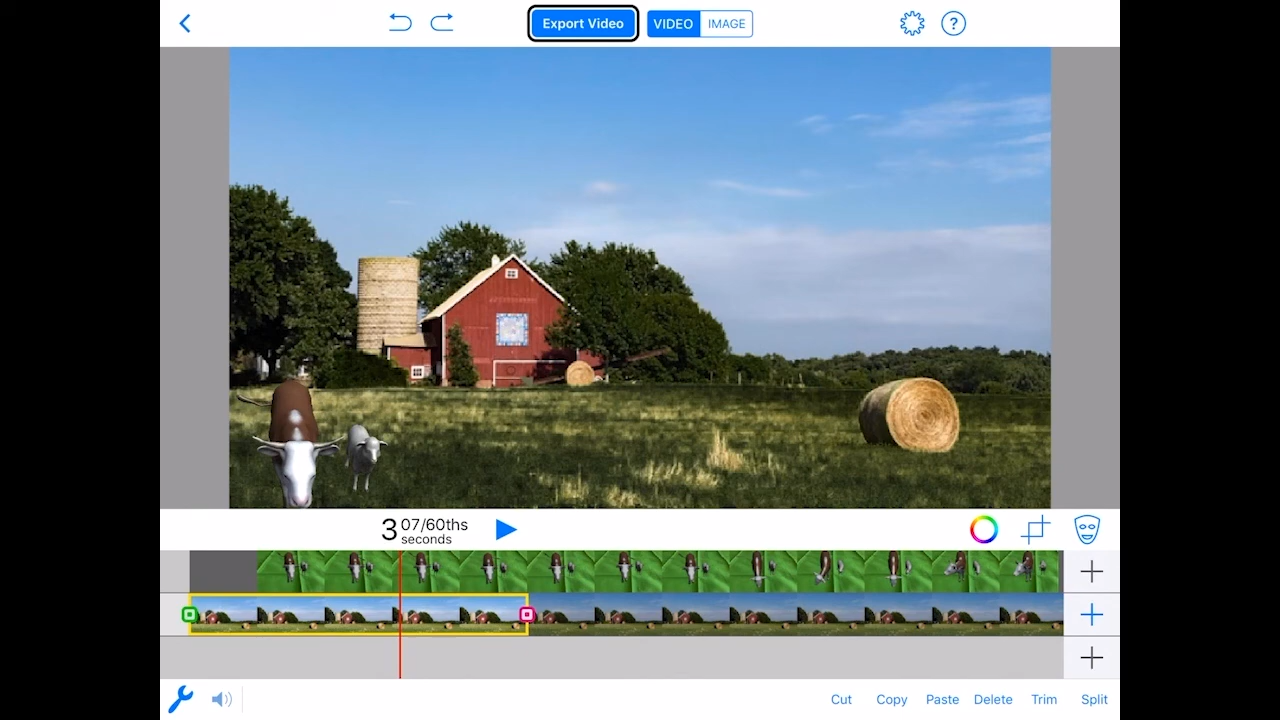 Export Video
VIDEO IMAGE
?
3 07/60ths
seconds
Cut Copy Paste Delete Trim Split